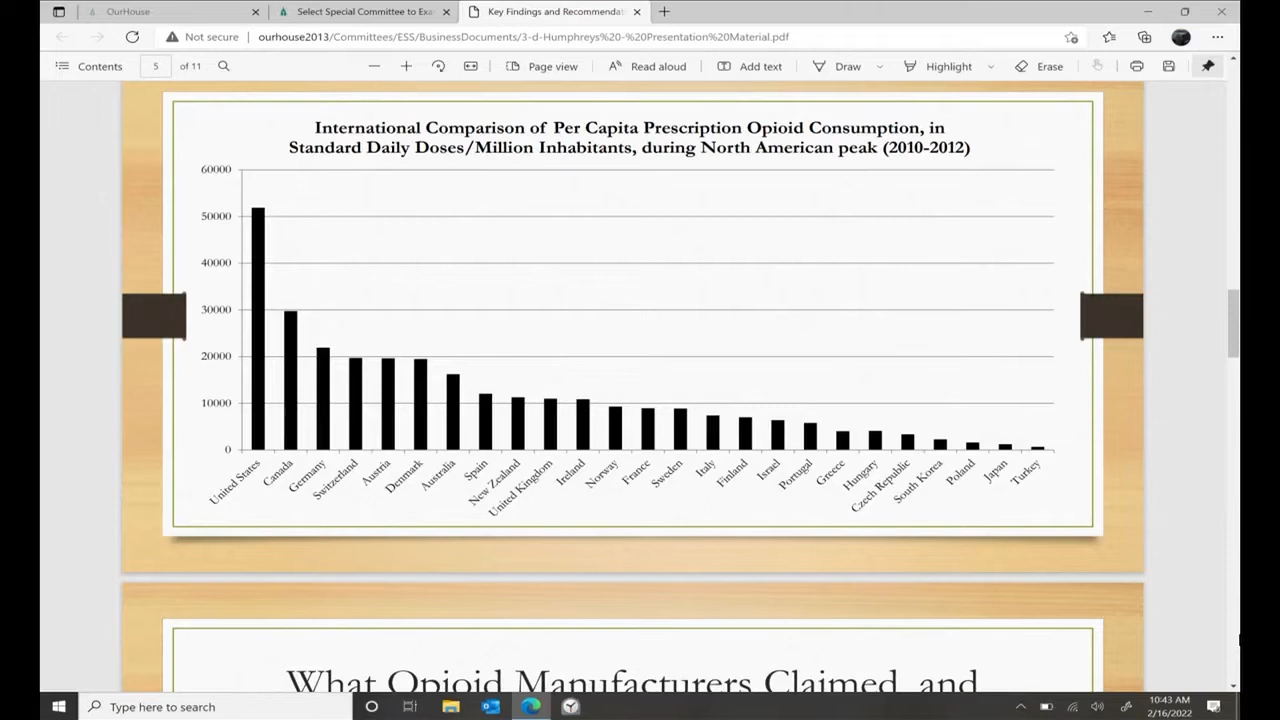 OurHouse
Select Special Committee to Exa
Key Findings and Recommendati
Not secure
ourhouse2013/Committees/ESS/BusinessDocuments/3-d-Humphreys%20-%20Presentation%20Material.pdf
Contents
5
of 11
Page view
Read aloud
Add text
Draw
Highlight
Erase
International Comparison of Per Capita Prescription Opioid Consumption, in
Standard Daily Doses/Million Inhabitants, during North American peak (2010-2012)
60000
50000
40000
30000
20000
10000
0
United States
Canada
Germany
Switzerland
Austria
Denmark
Australia
Spain
New Zealand
United Kingdom
Ireland
Norway
France
Sweden
Italy
Finland
Israel
Portugal
Greece
Hungary
Czech Republic
South Korea
Poland
Japan
Turkey
What Opioid Manufacturers Claimed, and
Type here to search
10:43 AM
2/16/2022